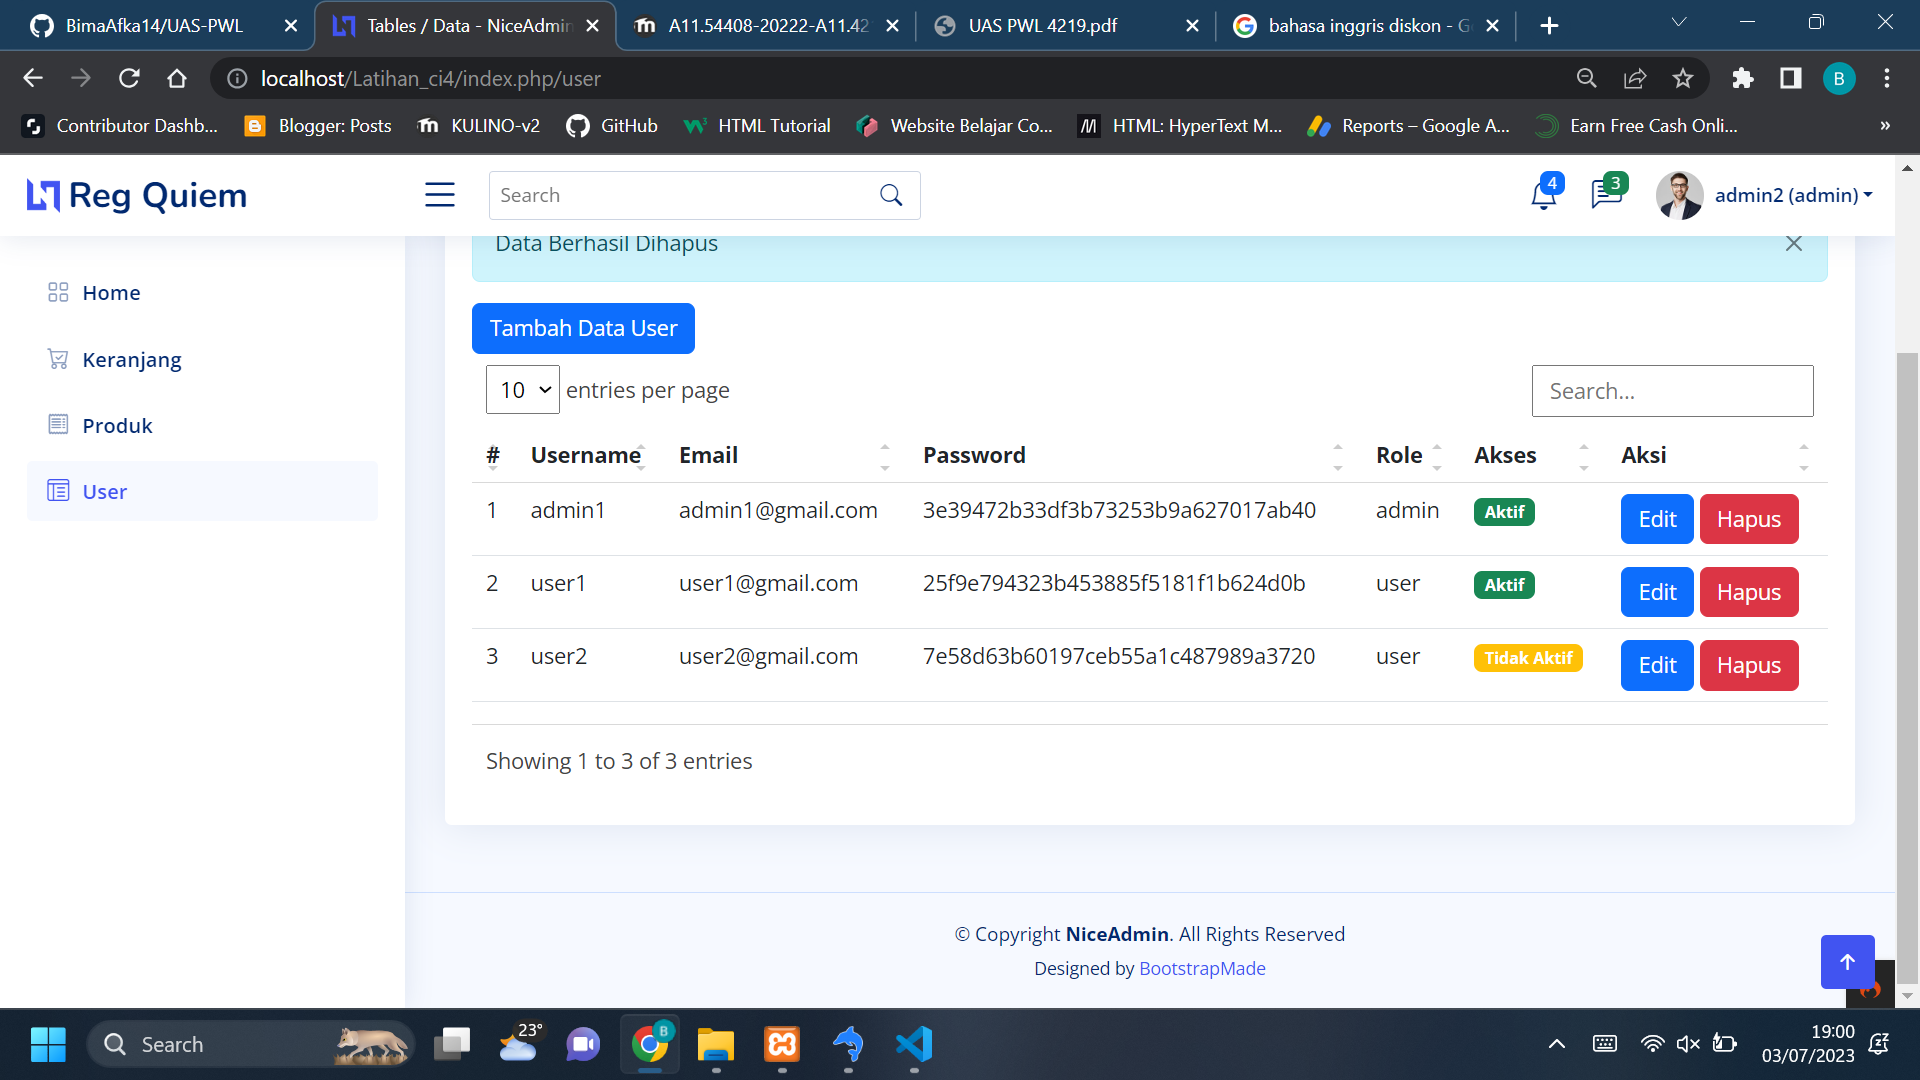 BimaAfka14/UAS-PWL
Tables / Data - NiceAdmin
A11.54408-20222-A11.42
UAS PWL 4219.pdf
bahasa inggris diskon - G
localhost/Latihan_ci4/index.php/user
B
Contributor Dashb...
Blogger: Posts
KULINO-v2
GitHub
HTML Tutorial
Website Belajar Co...
HTML: HyperText M...
Reports – Google A...
Earn Free Cash Onli...
»
Reg Quiem
Search
4
3
admin2 (admin)
Data Berhasil Dihapus
Home
Keranjang
Produk
User
Tambah Data User
10 entries per page
Search...
# Username Email Password Role Akses Aksi
1 admin1 admin1@gmail.com 3e39472b33df3b73253b9a627017ab40 admin Aktif Edit Hapus
2 user1 user1@gmail.com 25f9e794323b453885f5181f1b624d0b user Aktif Edit Hapus
3 user2 user2@gmail.com 7e58d63b60197ceb55a1c487989a3720 user Tidak Aktif Edit Hapus
Showing 1 to 3 of 3 entries
© Copyright NiceAdmin. All Rights Reserved
Designed by BootstrapMade
Search
23°
B
19:00
03/07/2023